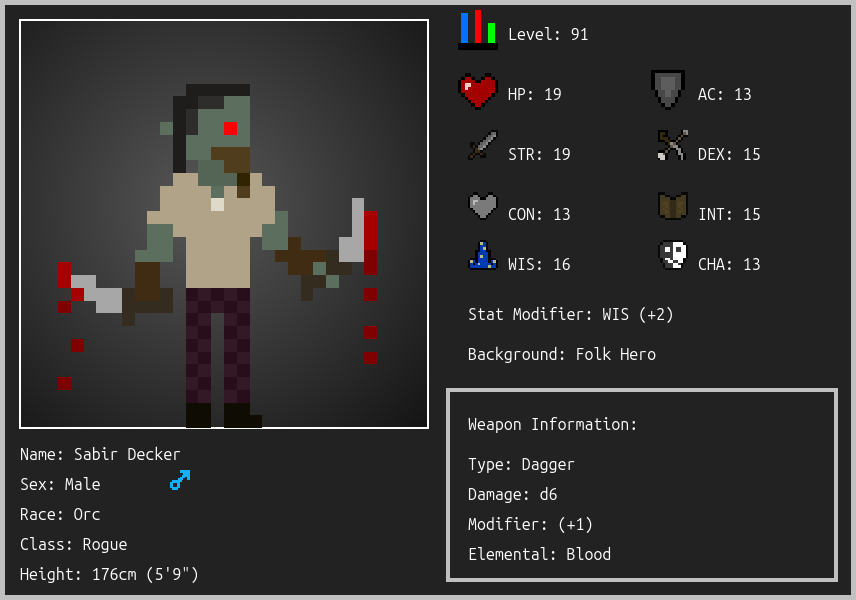 Level: 91
HP: 19
AC: 13
STR: 19
DEX: 15
CON: 13
INT: 15
WIS: 16
CHA: 13
Stat Modifier: WIS (+2)
Background: Folk Hero
Weapon Information:
Type: Dagger
Damage: d6
Modifier: (+1)
Elemental: Blood
Name: Sabir Decker
Sex: Male
Race: Orc
Class: Rogue
Height: 176cm (5'9")